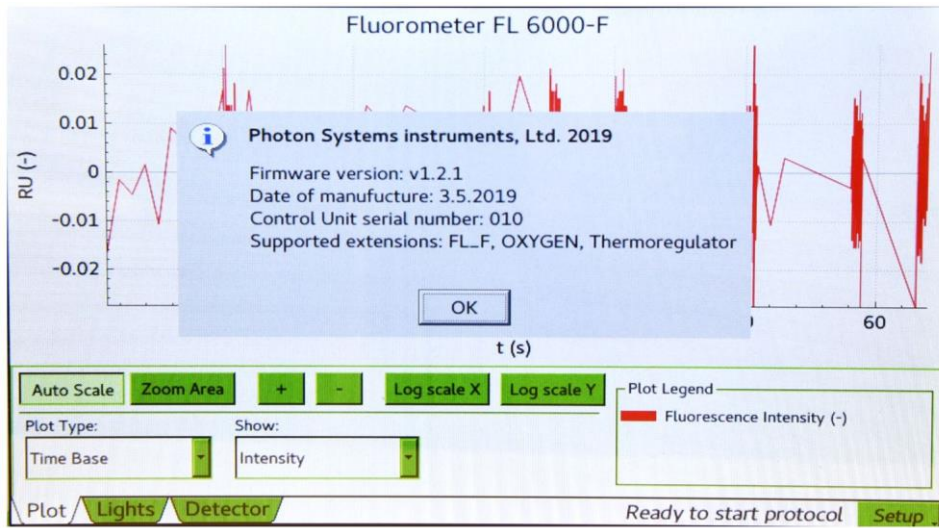 Fluorometer FL 6000-F
0.02
0.01
0
-0.01
-0.02
RU (-)
Photon Systems instruments, Ltd. 2019
Firmware version: v1.2.1
Date of manufucture: 3.5.2019
Control Unit serial number: 010
Supported extensions: FL_F, OXYGEN, Thermoregulator
OK
60
t (s)
Auto Scale
Zoom Area
+
-
Log scale X
Log scale Y
Plot Legend
Fluorescence Intensity (-)
Plot Type:
Show:
Time Base
Intensity
Plot
Lights
Detector
Ready to start protocol
Setup